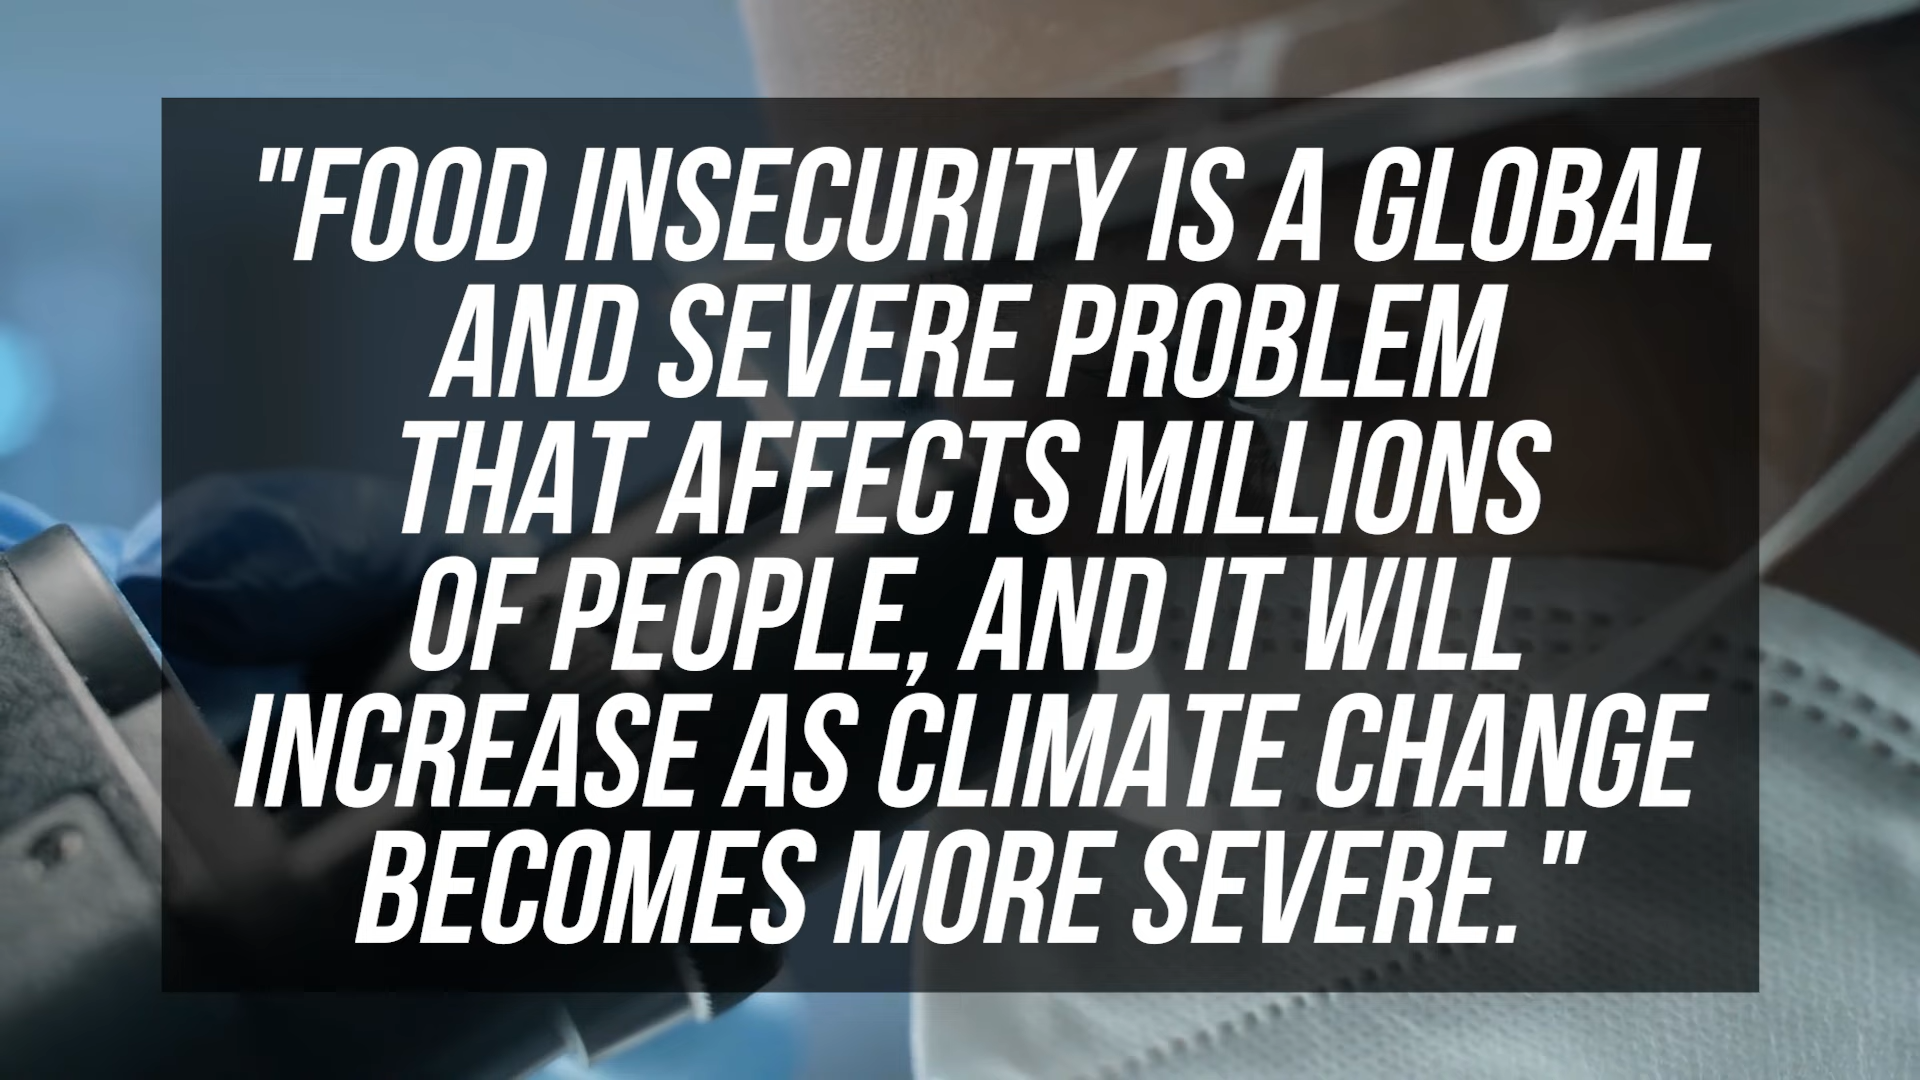 "FOOD INSECURITY IS A GLOBAL
AND SEVERE PROBLEM
THAT AFFECTS MILLIONS
OF PEOPLE, AND IT WILL
INCREASE AS CLIMATE CHANGE
BECOMES MORE SEVERE."